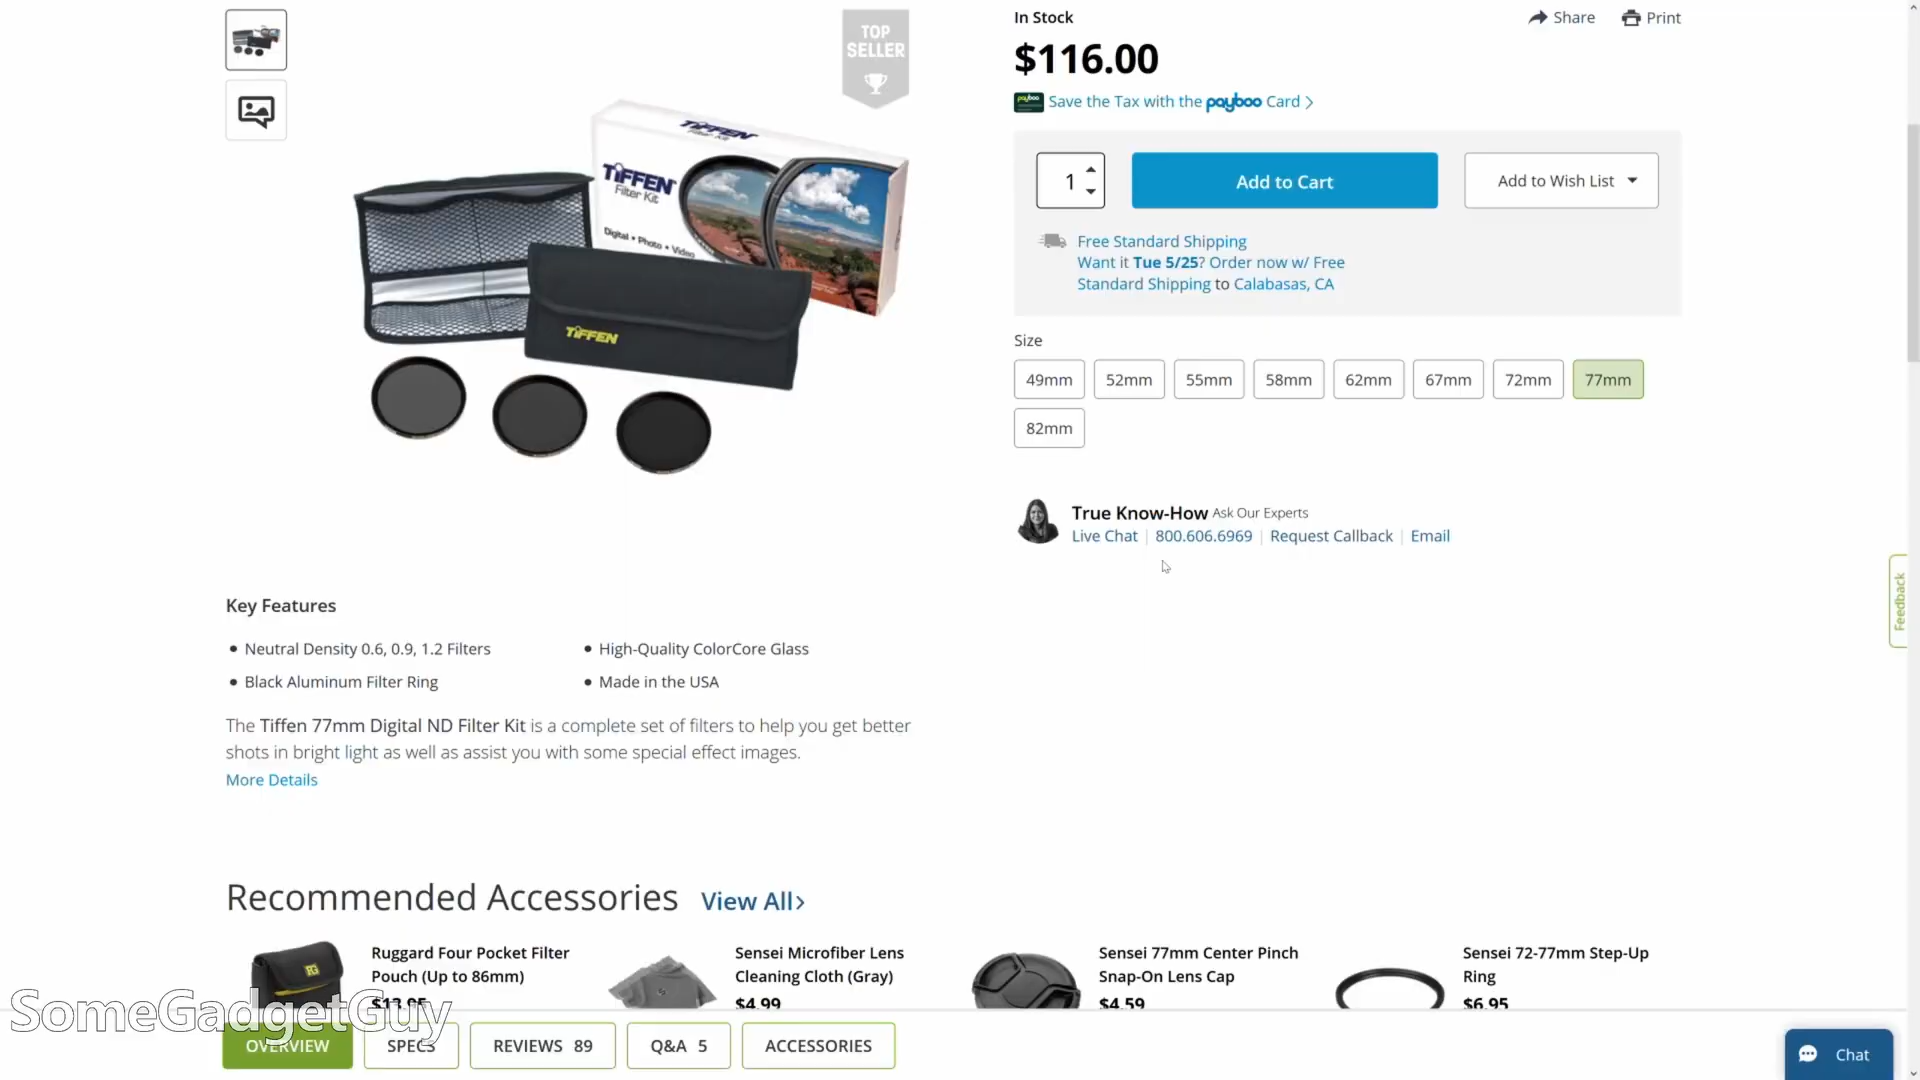 In Stock
Share
Print
$116.00
TOP
SELLER
payboo Save the Tax with the payboo Card
1
Add to Cart
Add to Wish List
TIFFEN
Filter Kit
TIFFEN
Filter Kit
Digital • Photo • Video
TIFFEN
Free Standard Shipping
Want it Tue 5/25? Order now w/ Free
Standard Shipping to Calabasas, CA
Size
49mm
52mm
55mm
58mm
62mm
67mm
72mm
77mm
82mm
True Know-How Ask Our Experts
Live Chat | 800.606.6969 | Request Callback | Email
Feedback
Key Features
• Neutral Density 0.6, 0.9, 1.2 Filters
• High-Quality ColorCore Glass
• Black Aluminum Filter Ring
• Made in the USA
The Tiffen 77mm Digital ND Filter Kit is a complete set of filters to help you get better
shots in bright light as well as assist you with some special effect images.
More Details
Recommended Accessories View All
Ruggard Four Pocket Filter
Pouch (Up to 86mm)
$13.95
Sensei Microfiber Lens
Cleaning Cloth (Gray)
$4.99
Sensei 77mm Center Pinch
Snap-On Lens Cap
$4.59
Sensei 72-77mm Step-Up
Ring
$6.95
SomeGadgetGuy
OVERVIEW
SPECS
REVIEWS 89
Q&A 5
ACCESSORIES
Chat